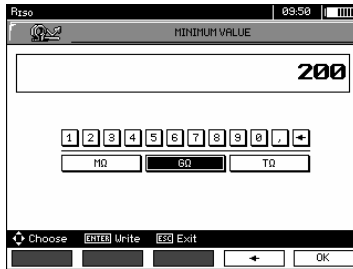 RISO 09:50
MINIMUM VALUE
200
1 2 3 4 5 6 7 8 9 0 , ←
MΩ GΩ TΩ
Choose ENTER Write ESC Exit
← OK